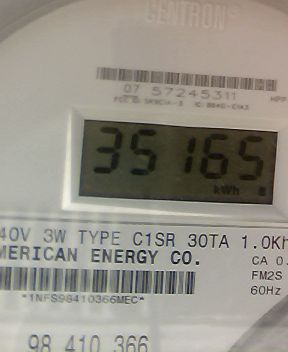 CENTRON®
07 57245311
35165
kWh
40V 3W TYPE C1SR 30TA 1.0Kh
MERICAN ENERGY CO.
CA 0.
FM2S
60Hz
*1NFS98410366MEC*
98 410 366